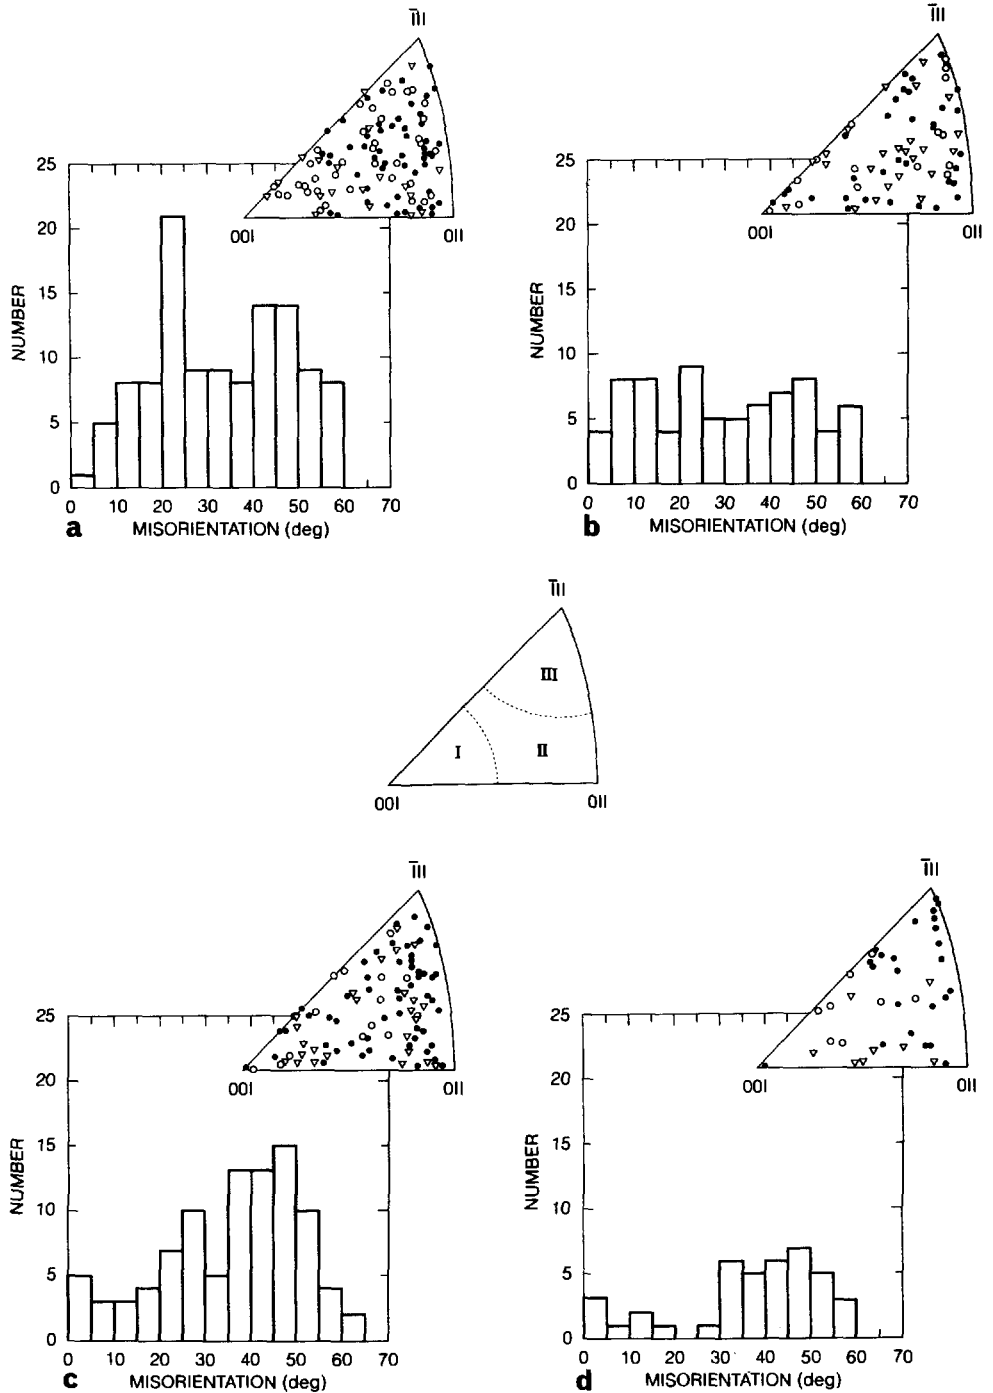 1̅11
1̅11
25
20
15
10
5
0
NUMBER
001
011
0 10 20 30 40 50 60 70
a MISORIENTATION (deg)
25
20
15
10
5
0
NUMBER
001
011
0 10 20 30 40 50 60 70
b MISORIENTATION (deg)
1̅11
III
I
II
001
011
1̅11
1̅11
25
20
15
10
5
0
NUMBER
001
011
0 10 20 30 40 50 60 70
c MISORIENTATION (deg)
25
20
15
10
5
0
NUMBER
001
011
0 10 20 30 40 50 60 70
d MISORIENTATION (deg)